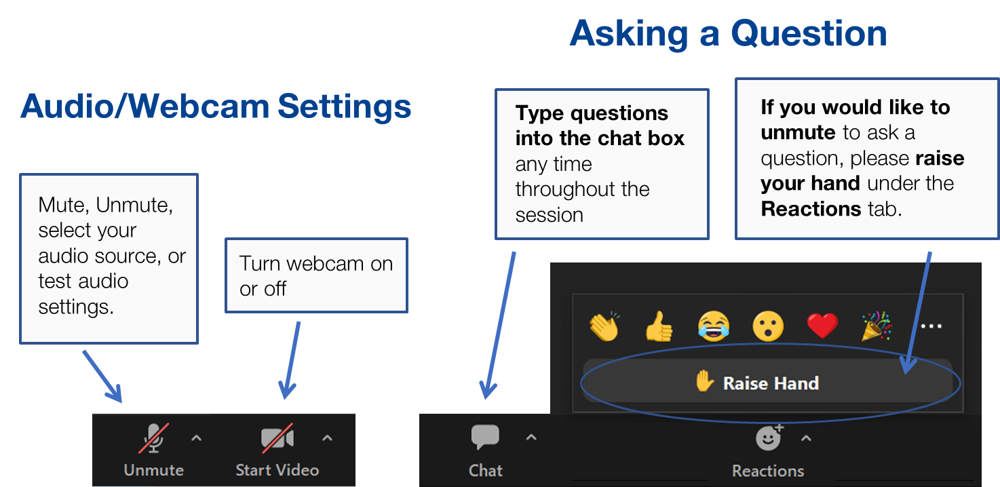 Asking a Question
Audio/Webcam Settings
Mute, Unmute,
select your
audio source, or
test audio
settings.
Turn webcam on
or off
Type questions
into the chat box
any time
throughout the
session
If you would like to
unmute to ask a
question, please raise
your hand under the
Reactions tab.
Raise Hand
Unmute
Start Video
Chat
Reactions